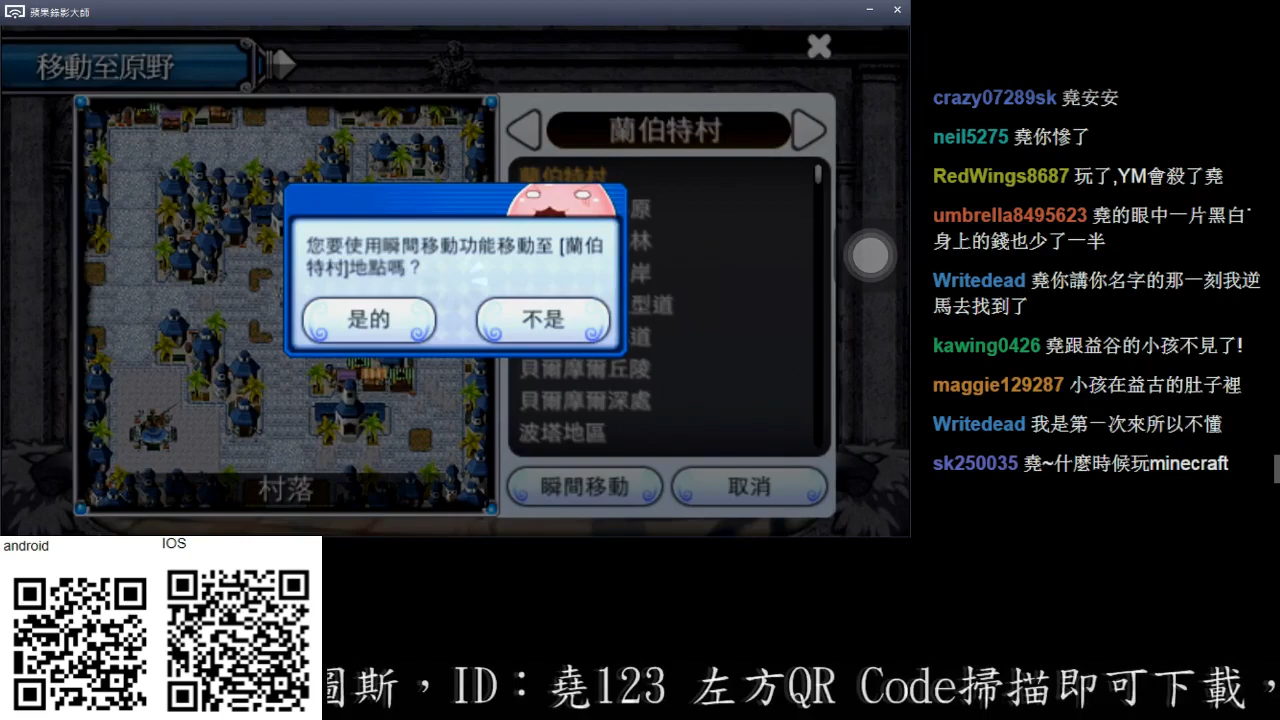 蘋果錄影大師
移動至原野
蘭伯特村
蘭伯特村
原
林
岸
型道
道
貝爾摩爾丘陵
貝爾摩爾深處
波塔地區
您要使用瞬間移動功能移動至 [蘭伯
特村]地點嗎？
是的
不是
村落
瞬間移動
取消
crazy07289sk 堯安安
neil5275 堯你慘了
RedWings8687 玩了,YM會殺了堯
umbrella8495623 堯的眼中一片黑白˙
身上的錢也少了一半
Writedead 堯你講你名字的那一刻我逆
馬去找到了
kawing0426 堯跟益谷的小孩不見了!
maggie129287 小孩在益古的肚子裡
Writedead 我是第一次來所以不懂
sk250035 堯~什麼時候玩minecraft
android
IOS
圖斯，ID：堯123 左方QR Code掃描即可下載，